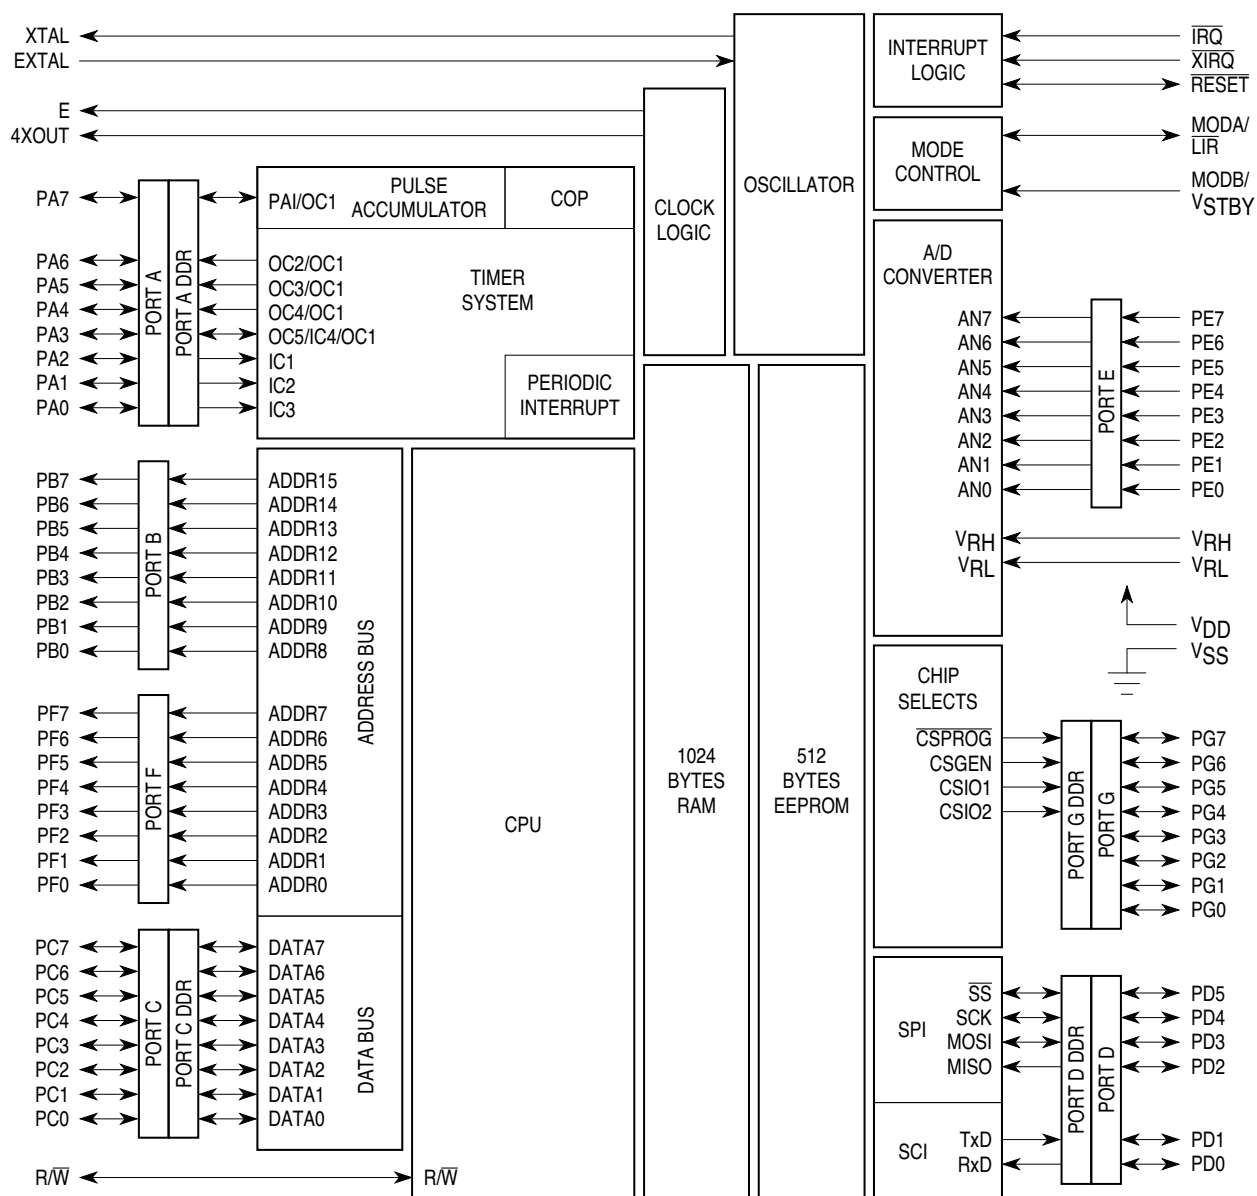 XTAL
EXTAL
E
4XOUT
PA7
PA6
PA5
PA4
PA3
PA2
PA1
PA0
PORT A
PORT A DDR
PAI/OC1
PULSE
ACCUMULATOR
COP
OC2/OC1
OC3/OC1
OC4/OC1
OC5/IC4/OC1
IC1
IC2
IC3
TIMER
SYSTEM
PERIODIC
INTERRUPT
CLOCK
LOGIC
OSCILLATOR
INTERRUPT
LOGIC
IRQ
XIRQ
RESET
MODE
CONTROL
MODA/
LIR
MODB/
VSTBY
A/D
CONVERTER
AN7
AN6
AN5
AN4
AN3
AN2
AN1
AN0
VRH
VRL
PORT E
PE7
PE6
PE5
PE4
PE3
PE2
PE1
PE0
VRH
VRL
VDD
VSS
PB7
PB6
PB5
PB4
PB3
PB2
PB1
PB0
PORT B
ADDR15
ADDR14
ADDR13
ADDR12
ADDR11
ADDR10
ADDR9
ADDR8
ADDRESS BUS
PF7
PF6
PF5
PF4
PF3
PF2
PF1
PF0
PORT F
ADDR7
ADDR6
ADDR5
ADDR4
ADDR3
ADDR2
ADDR1
ADDR0
CPU
1024
BYTES
RAM
512
BYTES
EEPROM
CHIP
SELECTS
CSPROG
CSGEN
CSIO1
CSIO2
PORT G DDR
PORT G
PG7
PG6
PG5
PG4
PG3
PG2
PG1
PG0
PC7
PC6
PC5
PC4
PC3
PC2
PC1
PC0
PORT C
PORT C DDR
DATA7
DATA6
DATA5
DATA4
DATA3
DATA2
DATA1
DATA0
DATA BUS
R/W
R/W
SPI
SS
SCK
MOSI
MISO
SCI
TxD
RxD
PORT D DDR
PORT D
PD5
PD4
PD3
PD2
PD1
PD0